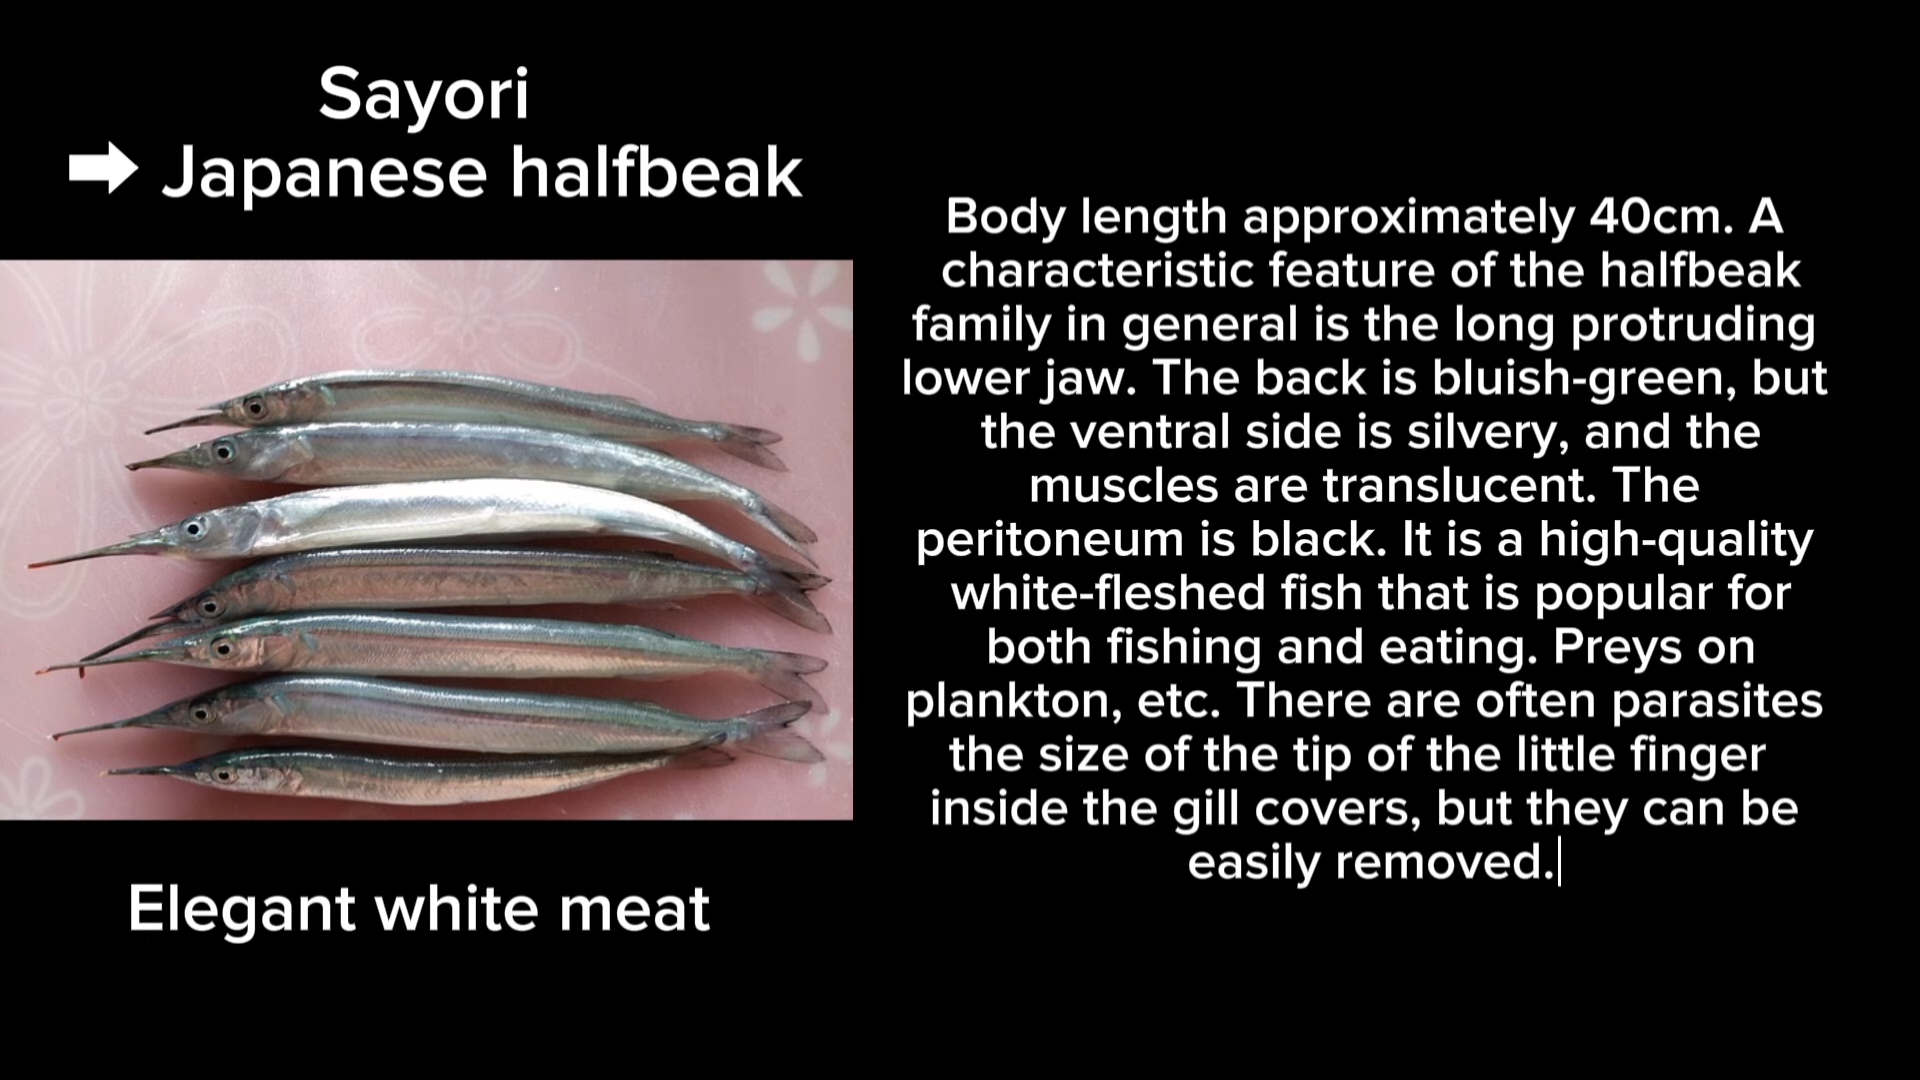 Sayori
➡ Japanese halfbeak
Body length approximately 40cm. A
characteristic feature of the halfbeak
family in general is the long protruding
lower jaw. The back is bluish-green, but
the ventral side is silvery, and the
muscles are translucent. The
peritoneum is black. It is a high-quality
white-fleshed fish that is popular for
both fishing and eating. Preys on
plankton, etc. There are often parasites
the size of the tip of the little finger
inside the gill covers, but they can be
easily removed.
Elegant white meat